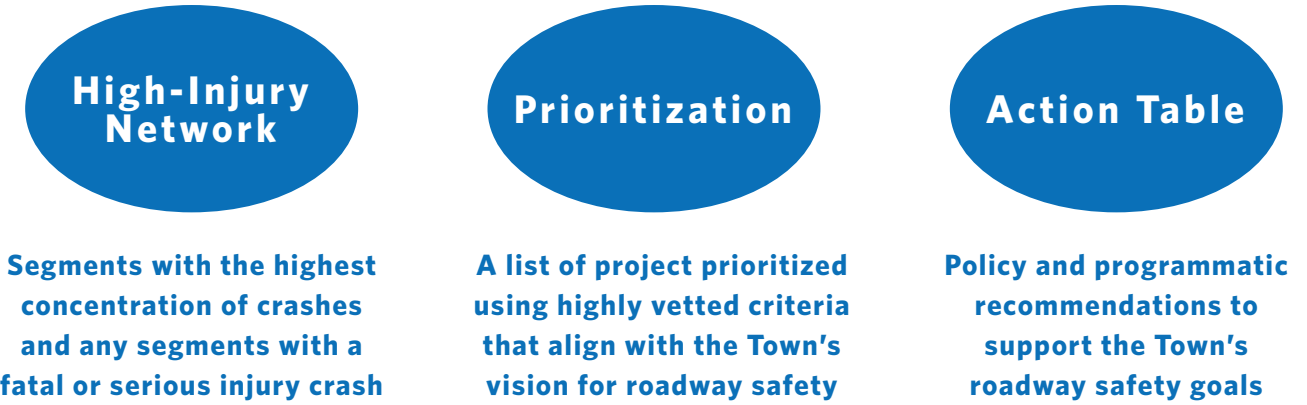 High-Injury
Network
Segments with the highest
concentration of crashes
and any segments with a
fatal or serious injury crash
Prioritization
A list of project prioritized
using highly vetted criteria
that align with the Town's
vision for roadway safety
Action Table
Policy and programmatic
recommendations to
support the Town's
roadway safety goals